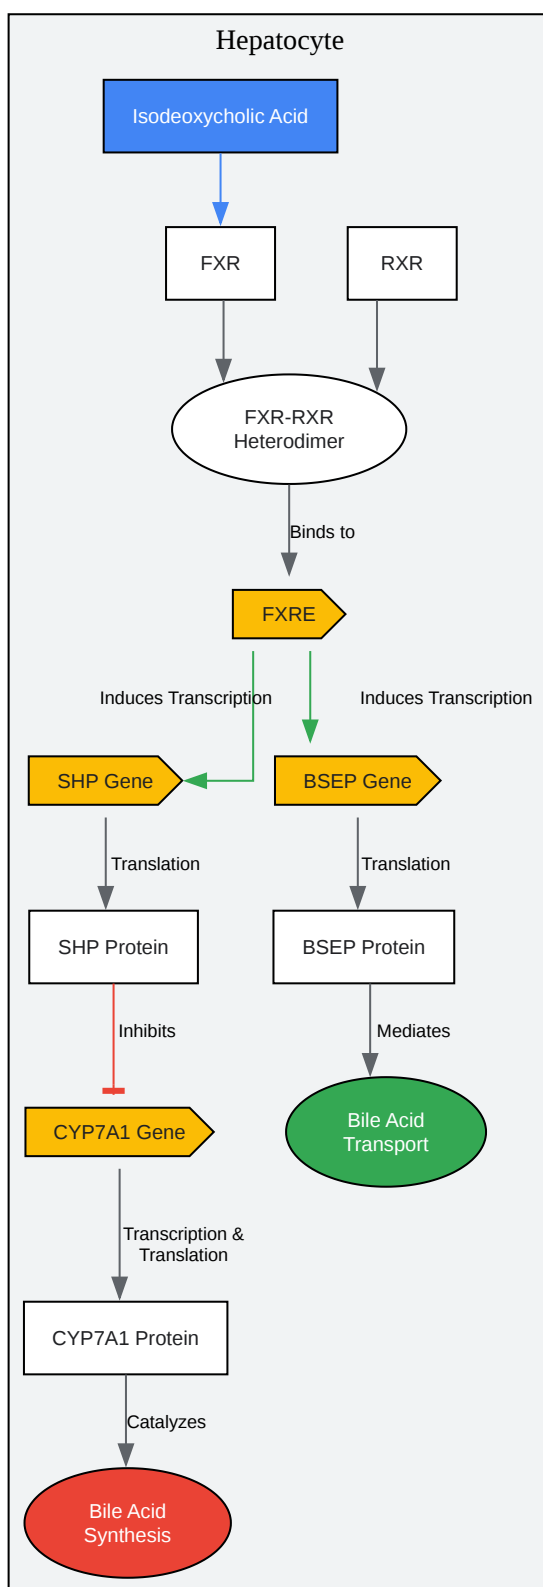 Hepatocyte
Isodeoxycholic Acid
FXR
RXR
FXR-RXR
Heterodimer
Binds to
FXRE
Induces Transcription
Induces Transcription
SHP Gene
BSEP Gene
Translation
Translation
SHP Protein
BSEP Protein
Inhibits
Mediates
CYP7A1 Gene
Bile Acid
Transport
Transcription &
Translation
CYP7A1 Protein
Catalyzes
Bile Acid
Synthesis